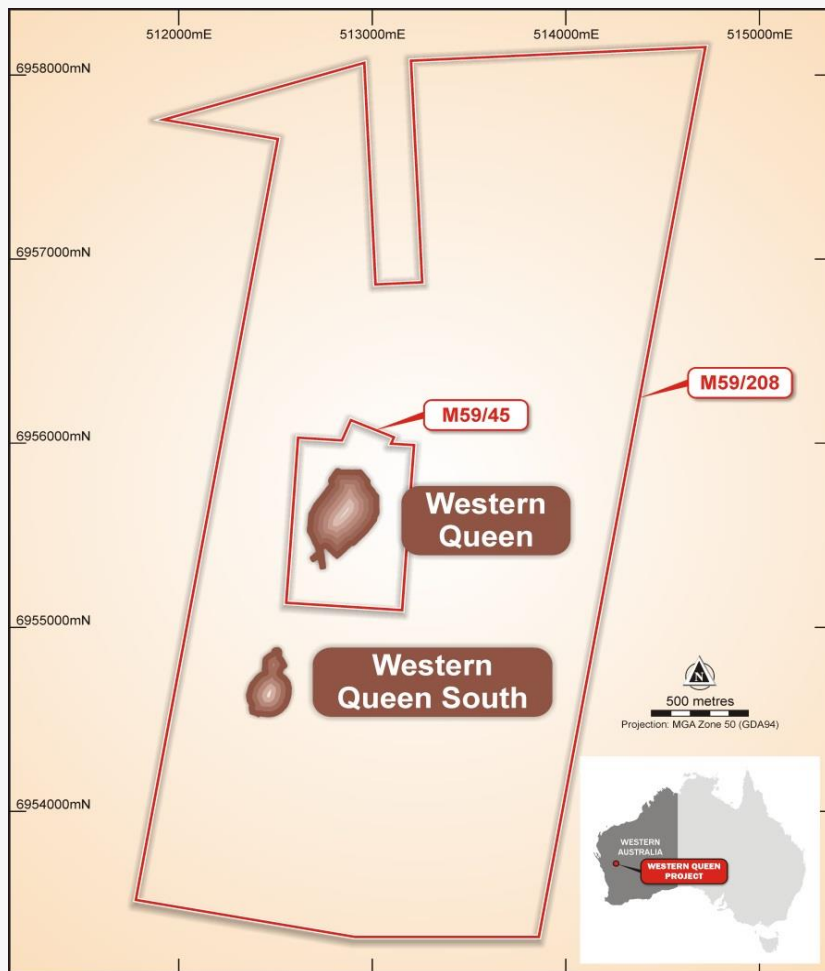 512000mE
513000mE
514000mE
515000mE
6958000mN
6957000mN
M59/208
M59/45
6956000mN
Western
Queen
6955000mN
Western
Queen South
N
500 metres
Projection: MGA Zone 50 (GDA94)
6954000mN
WESTERN
AUSTRALIA
WESTERN QUEEN
PROJECT